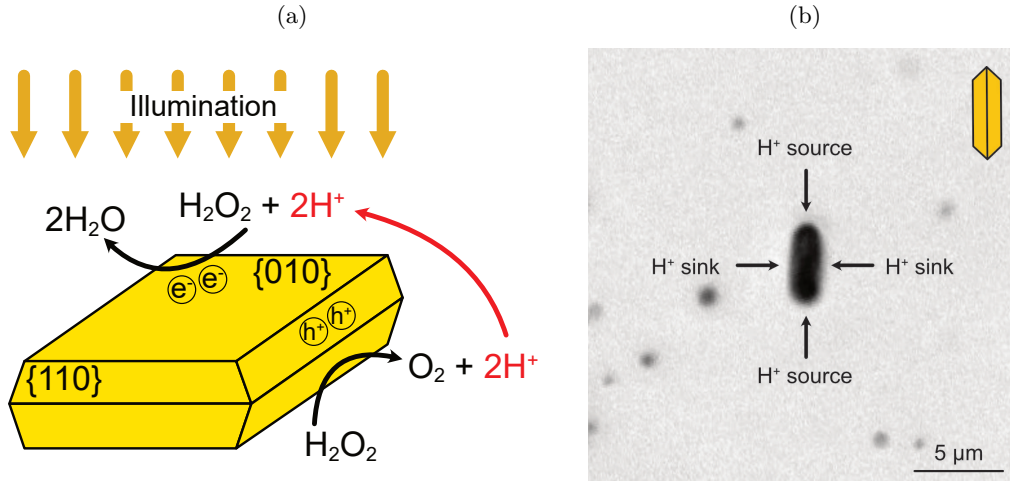 (a)
Illumination
2H₂O
H₂O₂ + 2H⁺
e⁻ e⁻
{010}
h⁺ h⁺
{110}
O₂ + 2H⁺
H₂O₂
(b)
H⁺ source
H⁺ sink
H⁺ sink
H⁺ source
5 µm